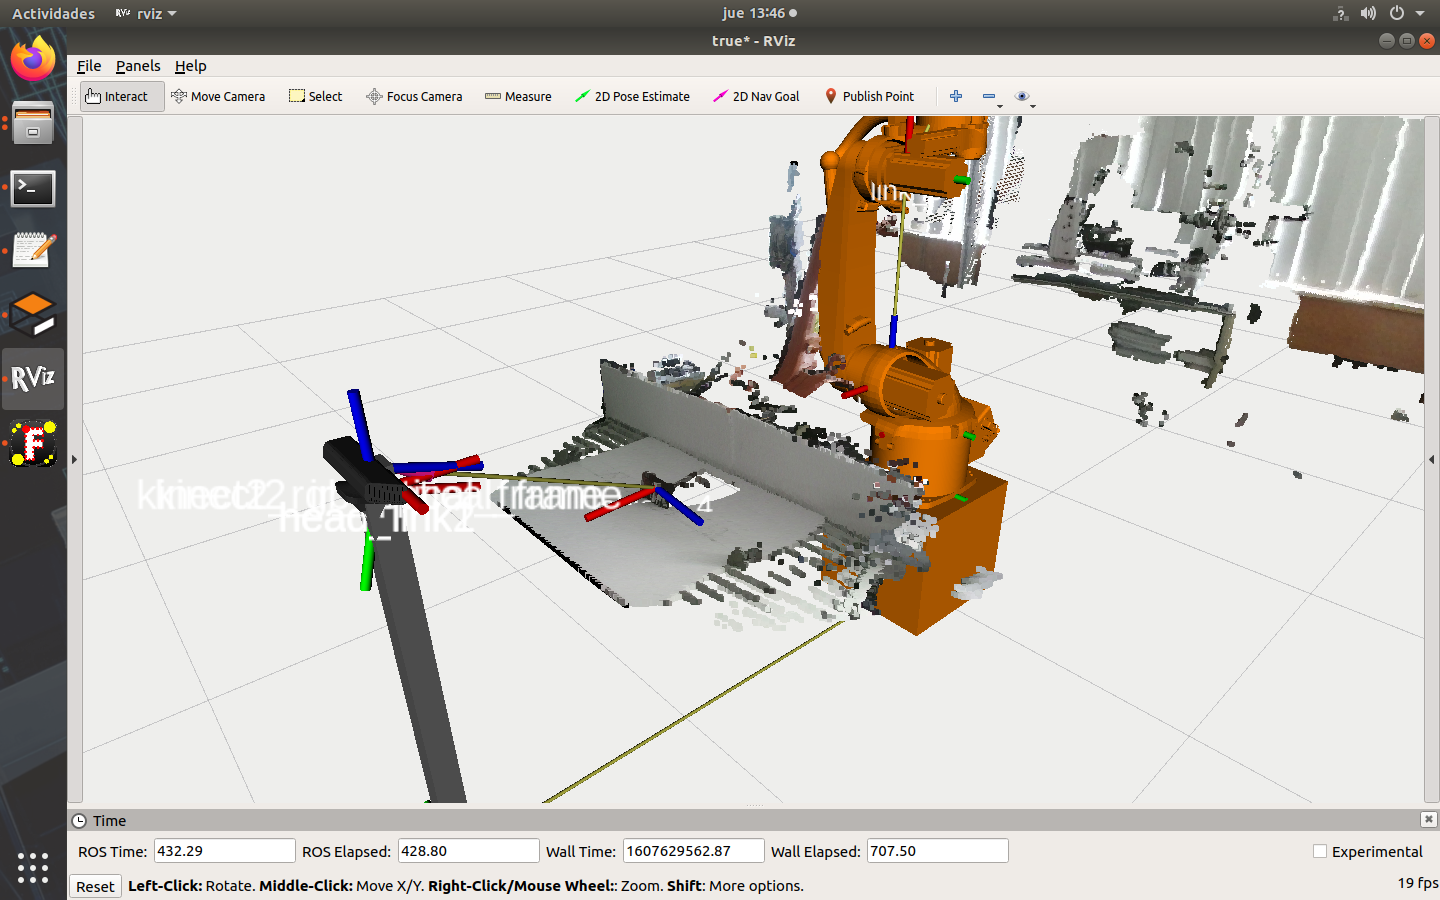 Actividades
rviz
jue 13:46
true* - RViz
File Panels Help
Interact Move Camera Select Focus Camera Measure 2D Pose Estimate 2D Nav Goal Publish Point
RViz
F
head_link2
Time
ROS Time: 432.29 ROS Elapsed: 428.80 Wall Time: 1607629562.87 Wall Elapsed: 707.50 Experimental
Reset Left-Click: Rotate. Middle-Click: Move X/Y. Right-Click/Mouse Wheel:: Zoom. Shift: More options. 19 fps